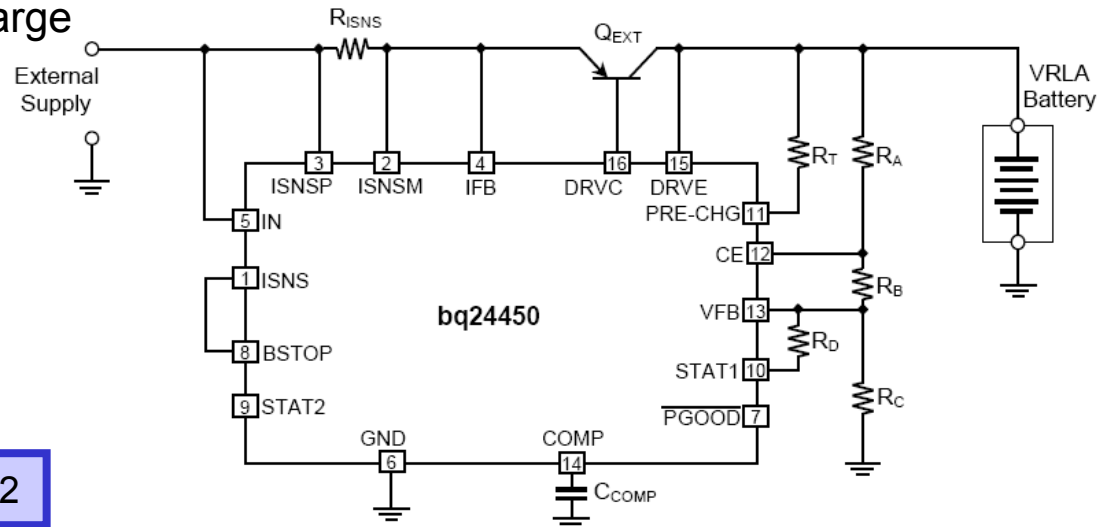 arge
External
Supply
RISNS
QEXT
VRLA
Battery
3
2
4
16
15
ISNSP
ISNSM
IFB
DRVC
DRVE
RT
RA
PRE-CHG 11
5 IN
CE 12
1 ISNS
RB
bq24450
VFB 13
RD
8 BSTOP
STAT1 10
9 STAT2
RC
PGOOD 7
GND
COMP
6
14
CCOMP
2